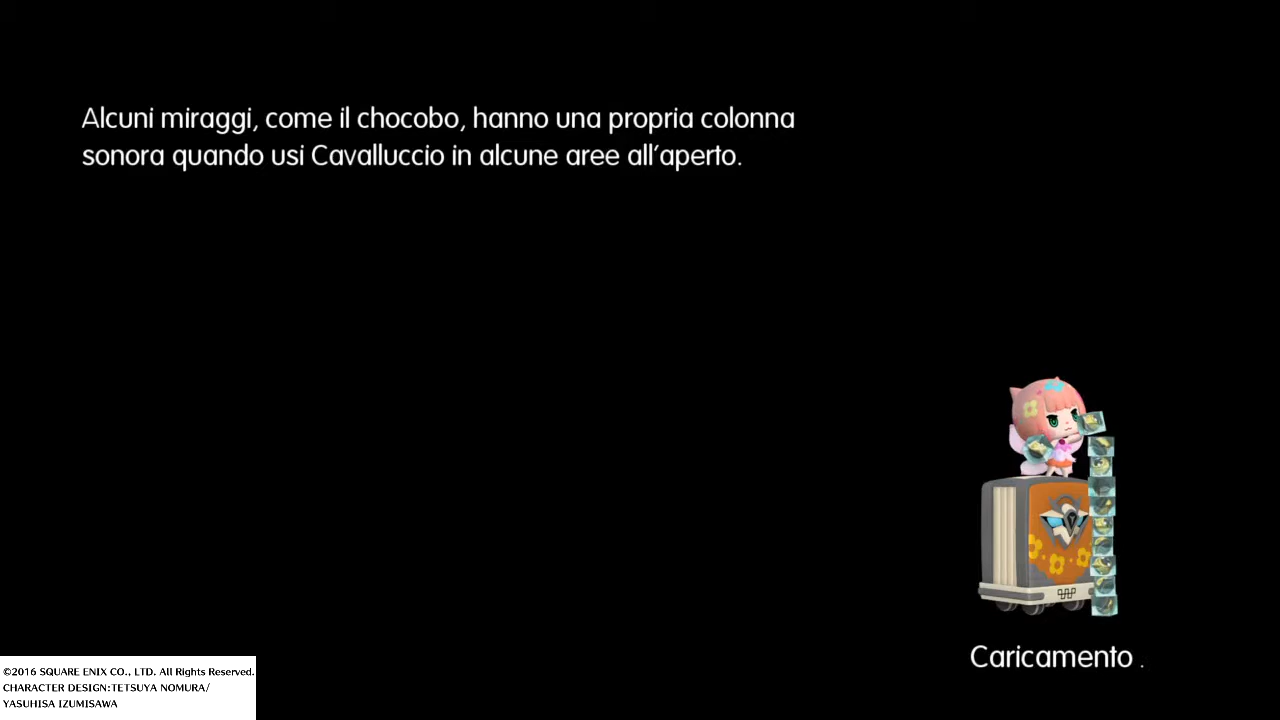 Alcuni miraggi, come il chocobo, hanno una propria colonna
sonora quando usi Cavalluccio in alcune aree all'aperto.
Caricamento .
©2016 SQUARE ENIX CO., LTD. All Rights Reserved.
CHARACTER DESIGN:TETSUYA NOMURA/
YASUHISA IZUMISAWA